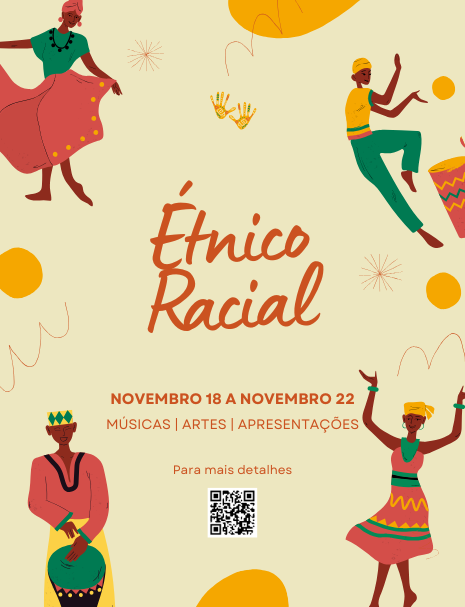 Étnico
Racial
NOVEMBRO 18 A NOVEMBRO 22
MÚSICAS | ARTES | APRESENTAÇÕES
Para mais detalhes